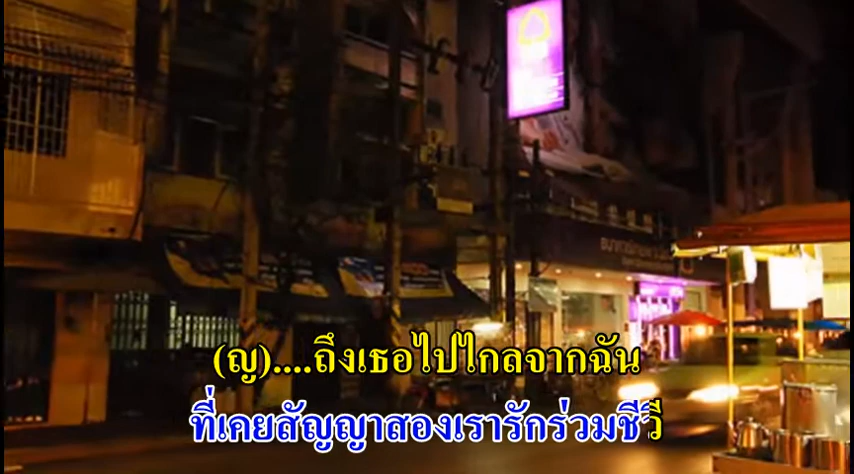 (ญ)....ถึงเธอไปไกลจากฉัน
ที่เคยสัญญาสองเรารักร่วมชีวี